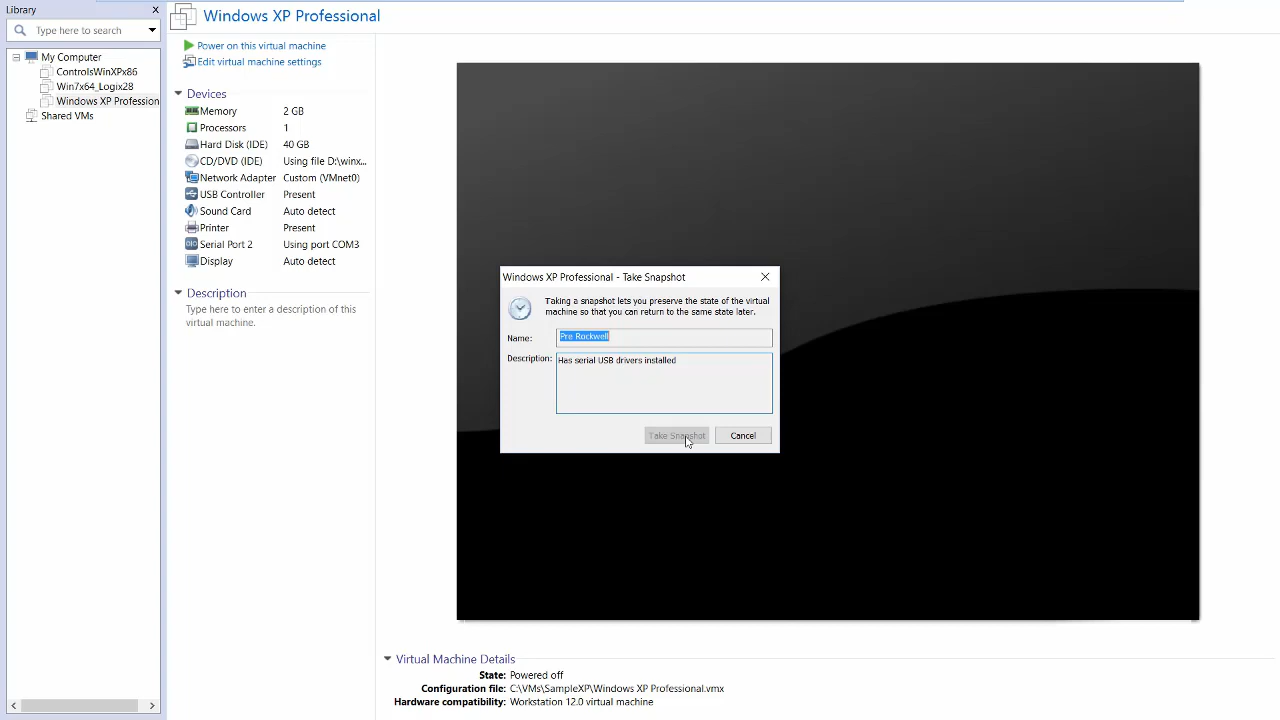 Library
X
Type here to search
My Computer
ControlsWinXPx86
Win7x64_Logix28
Windows XP Profession
Shared VMs
Windows XP Professional
Power on this virtual machine
Edit virtual machine settings
Devices
Memory 2 GB
Processors 1
Hard Disk (IDE) 40 GB
CD/DVD (IDE) Using file D:\winx...
Network Adapter Custom (VMnet0)
USB Controller Present
Sound Card Auto detect
Printer Present
Serial Port 2 Using port COM3
Display Auto detect
Description
Type here to enter a description of this
virtual machine.
Windows XP Professional - Take Snapshot
Taking a snapshot lets you preserve the state of the virtual
machine so that you can return to the same state later.
Name: Pre Rockwell
Description: Has serial USB drivers installed
Take Snapshot Cancel
Virtual Machine Details
State: Powered off
Configuration file: C:\VMs\SampleXP\Windows XP Professional.vmx
Hardware compatibility: Workstation 12.0 virtual machine